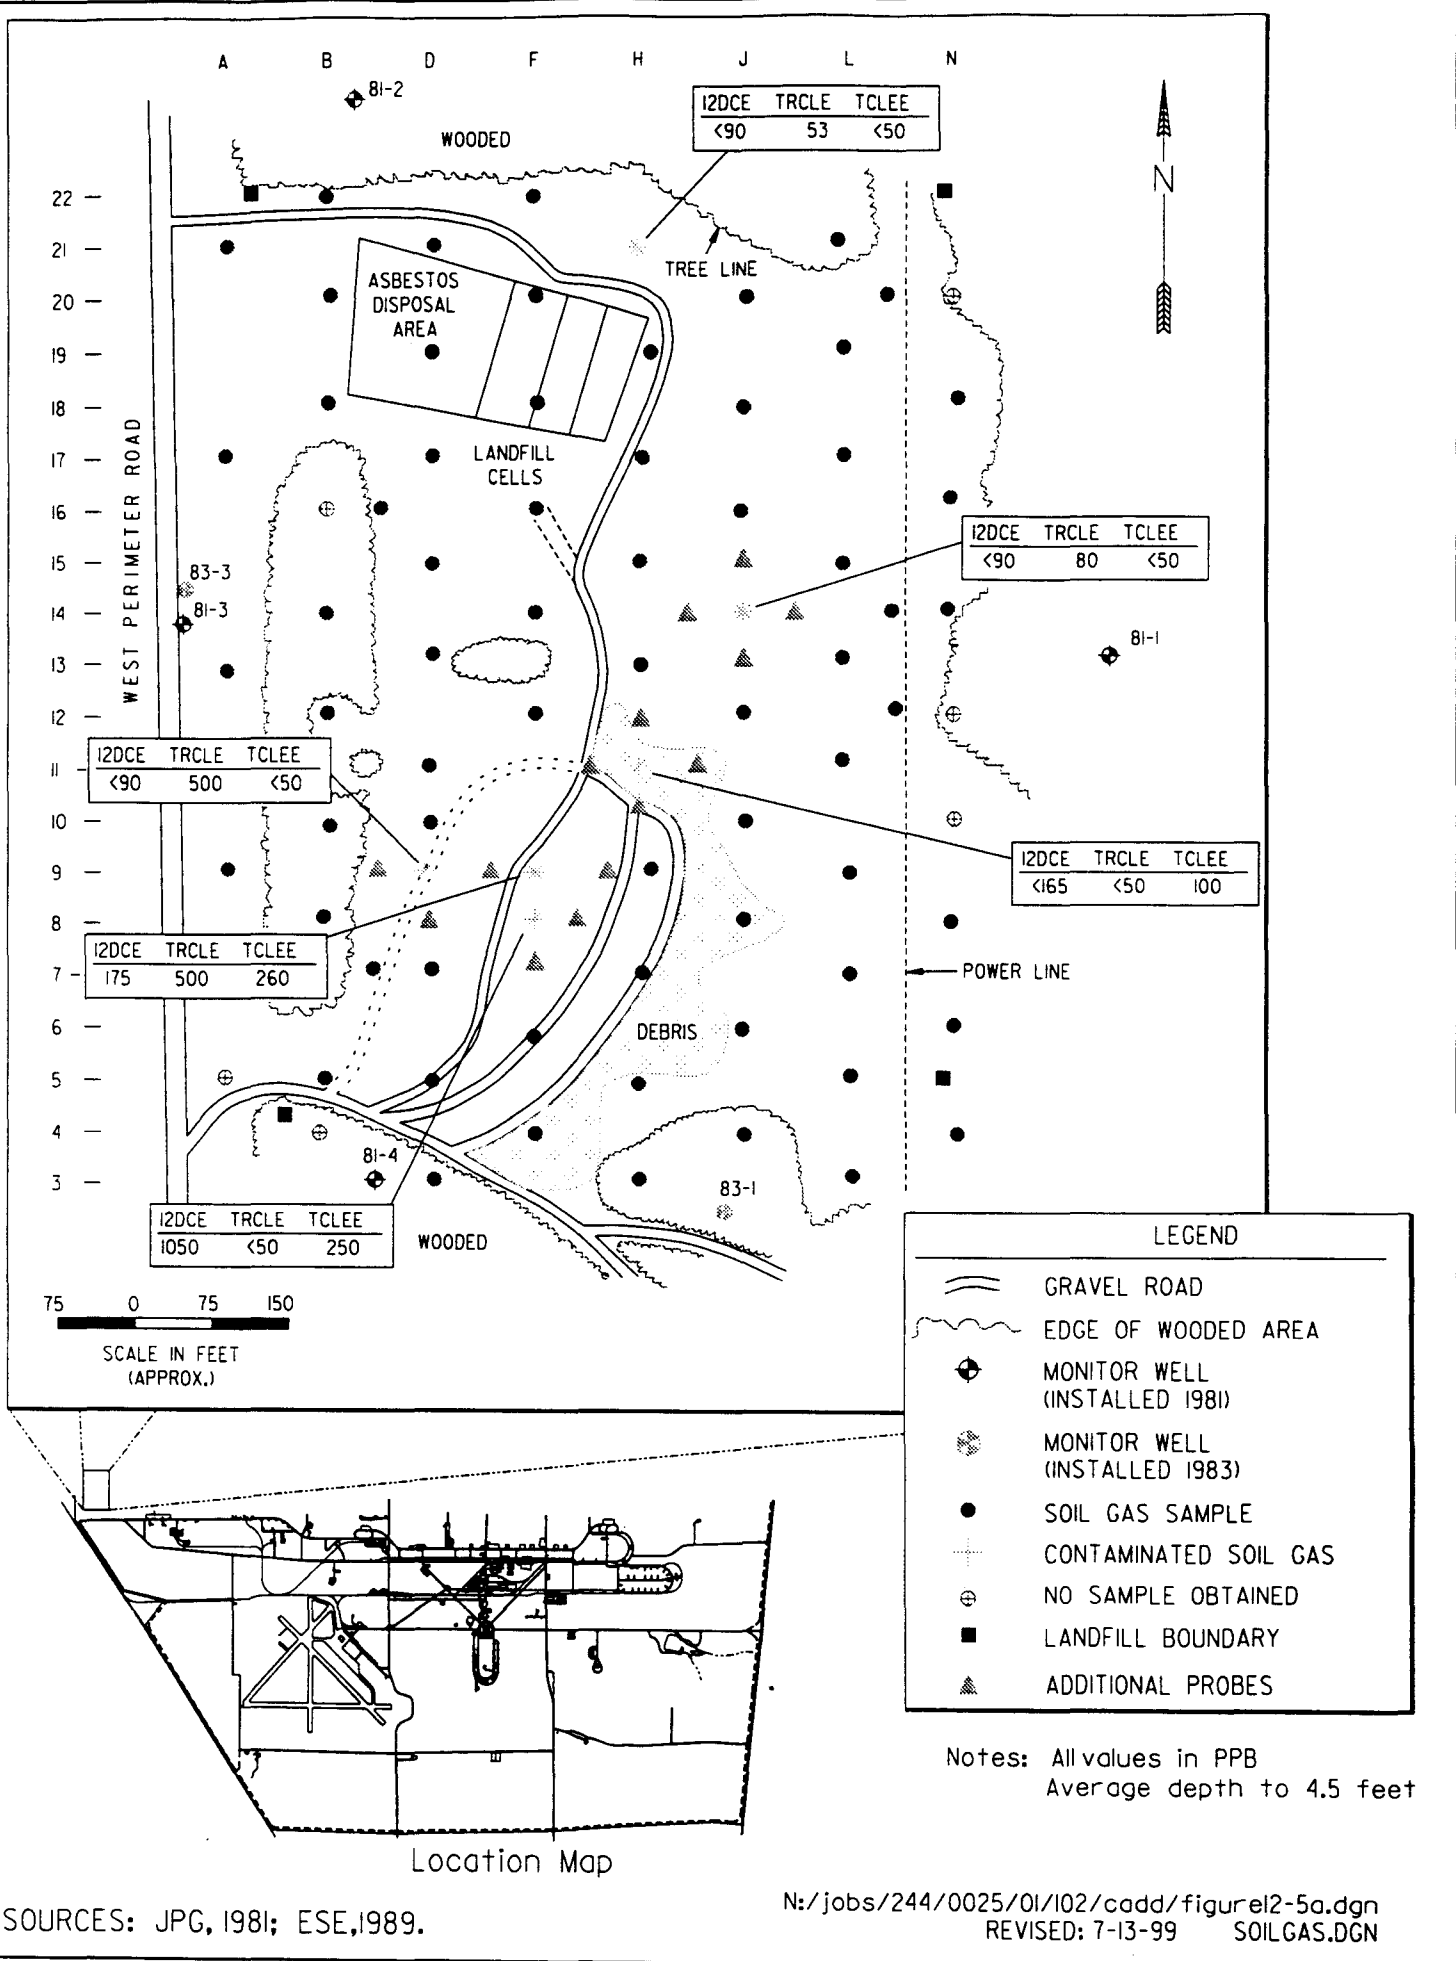 A B D F H J L N
81-2
12DCE TRCLE TCLEE
<90 53 <50
WOODED
N
22
21
20
19
18
17
16
15
14
13
12
11
10
9
8
7
6
5
4
3
TREE LINE
ASBESTOS
DISPOSAL
AREA
LANDFILL
CELLS
WEST PERIMETER ROAD
12DCE TRCLE TCLEE
<90 80 <50
83-3
81-3
81-1
12DCE TRCLE TCLEE
<90 500 <50
12DCE TRCLE TCLEE
<165 <50 100
12DCE TRCLE TCLEE
175 500 260
POWER LINE
DEBRIS
81-4
83-1
12DCE TRCLE TCLEE
1050 <50 250
WOODED
75 0 75 150
SCALE IN FEET
(APPROX.)
LEGEND
GRAVEL ROAD
EDGE OF WOODED AREA
MONITOR WELL
(INSTALLED 1981)
MONITOR WELL
(INSTALLED 1983)
SOIL GAS SAMPLE
CONTAMINATED SOIL GAS
NO SAMPLE OBTAINED
LANDFILL BOUNDARY
ADDITIONAL PROBES
Notes: All values in PPB
Average depth to 4.5 feet
Location Map
SOURCES: JPG, 1981; ESE,1989.
N:/jobs/244/0025/01/102/cadd/figure12-5a.dgn
REVISED: 7-13-99 SOILGAS.DGN